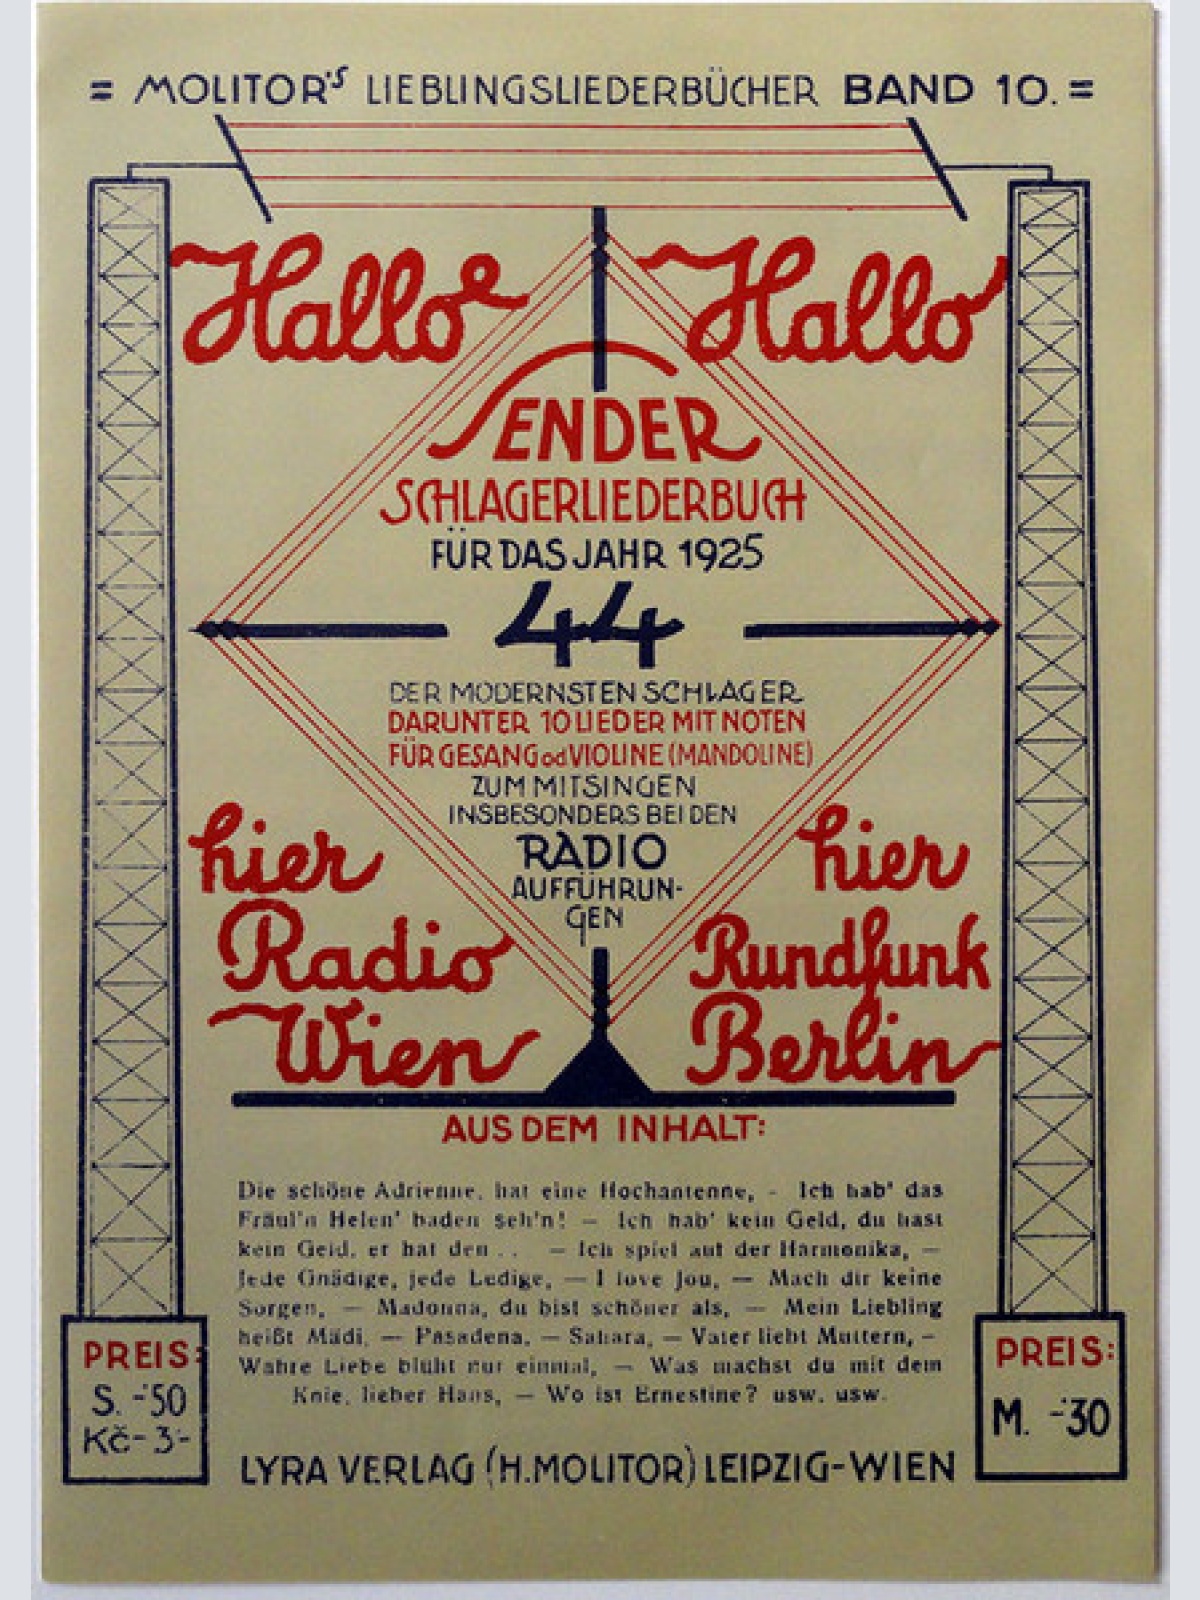 = MOLITOR'S LIEBLINGSLIEDERBÜCHER BAND 10. =
Hallo Hallo
SENDER
SCHLAGERLIEDERBUCH
FÜR DAS JAHR 1925
44
DER MODERNSTEN SCHLAGER
DARUNTER 10 LIEDER MIT NOTEN
FÜR GESANG od VIOLINE (MANDOLINE)
ZUM MITSINGEN
INSBESONDERS BEI DEN
RADIO
AUFFÜHRUN-
GEN
hier
Radio
Wien
hier
Rundfunk
Berlin
AUS DEM INHALT:
Die schöne Adrienne, hat eine Hochantenne, - Ich hab' das
Fräul'n Helen' baden seh'n! — Ich hab' kein Geld, du hast
kein Geld, er hat den . . — Ich spiel auf der Harmonika, —
Jede Gnädige, jede Ledige, — I love Jou, — Mach dir keine
Sorgen, — Madonna, du bist schöner als, — Mein Liebling
heißt Mädi, — Pasadena, — Sahara, — Vater liebt Muttern, —
Wahre Liebe blüht nur einmal, — Was machst du mit dem
Knie, lieber Hans, — Wo ist Ernestine? usw. usw.
PREIS:
S. -'50
Kč- 3'-
PREIS:
M. -'30
LYRA VERLAG (H. MOLITOR) LEIPZIG-WIEN